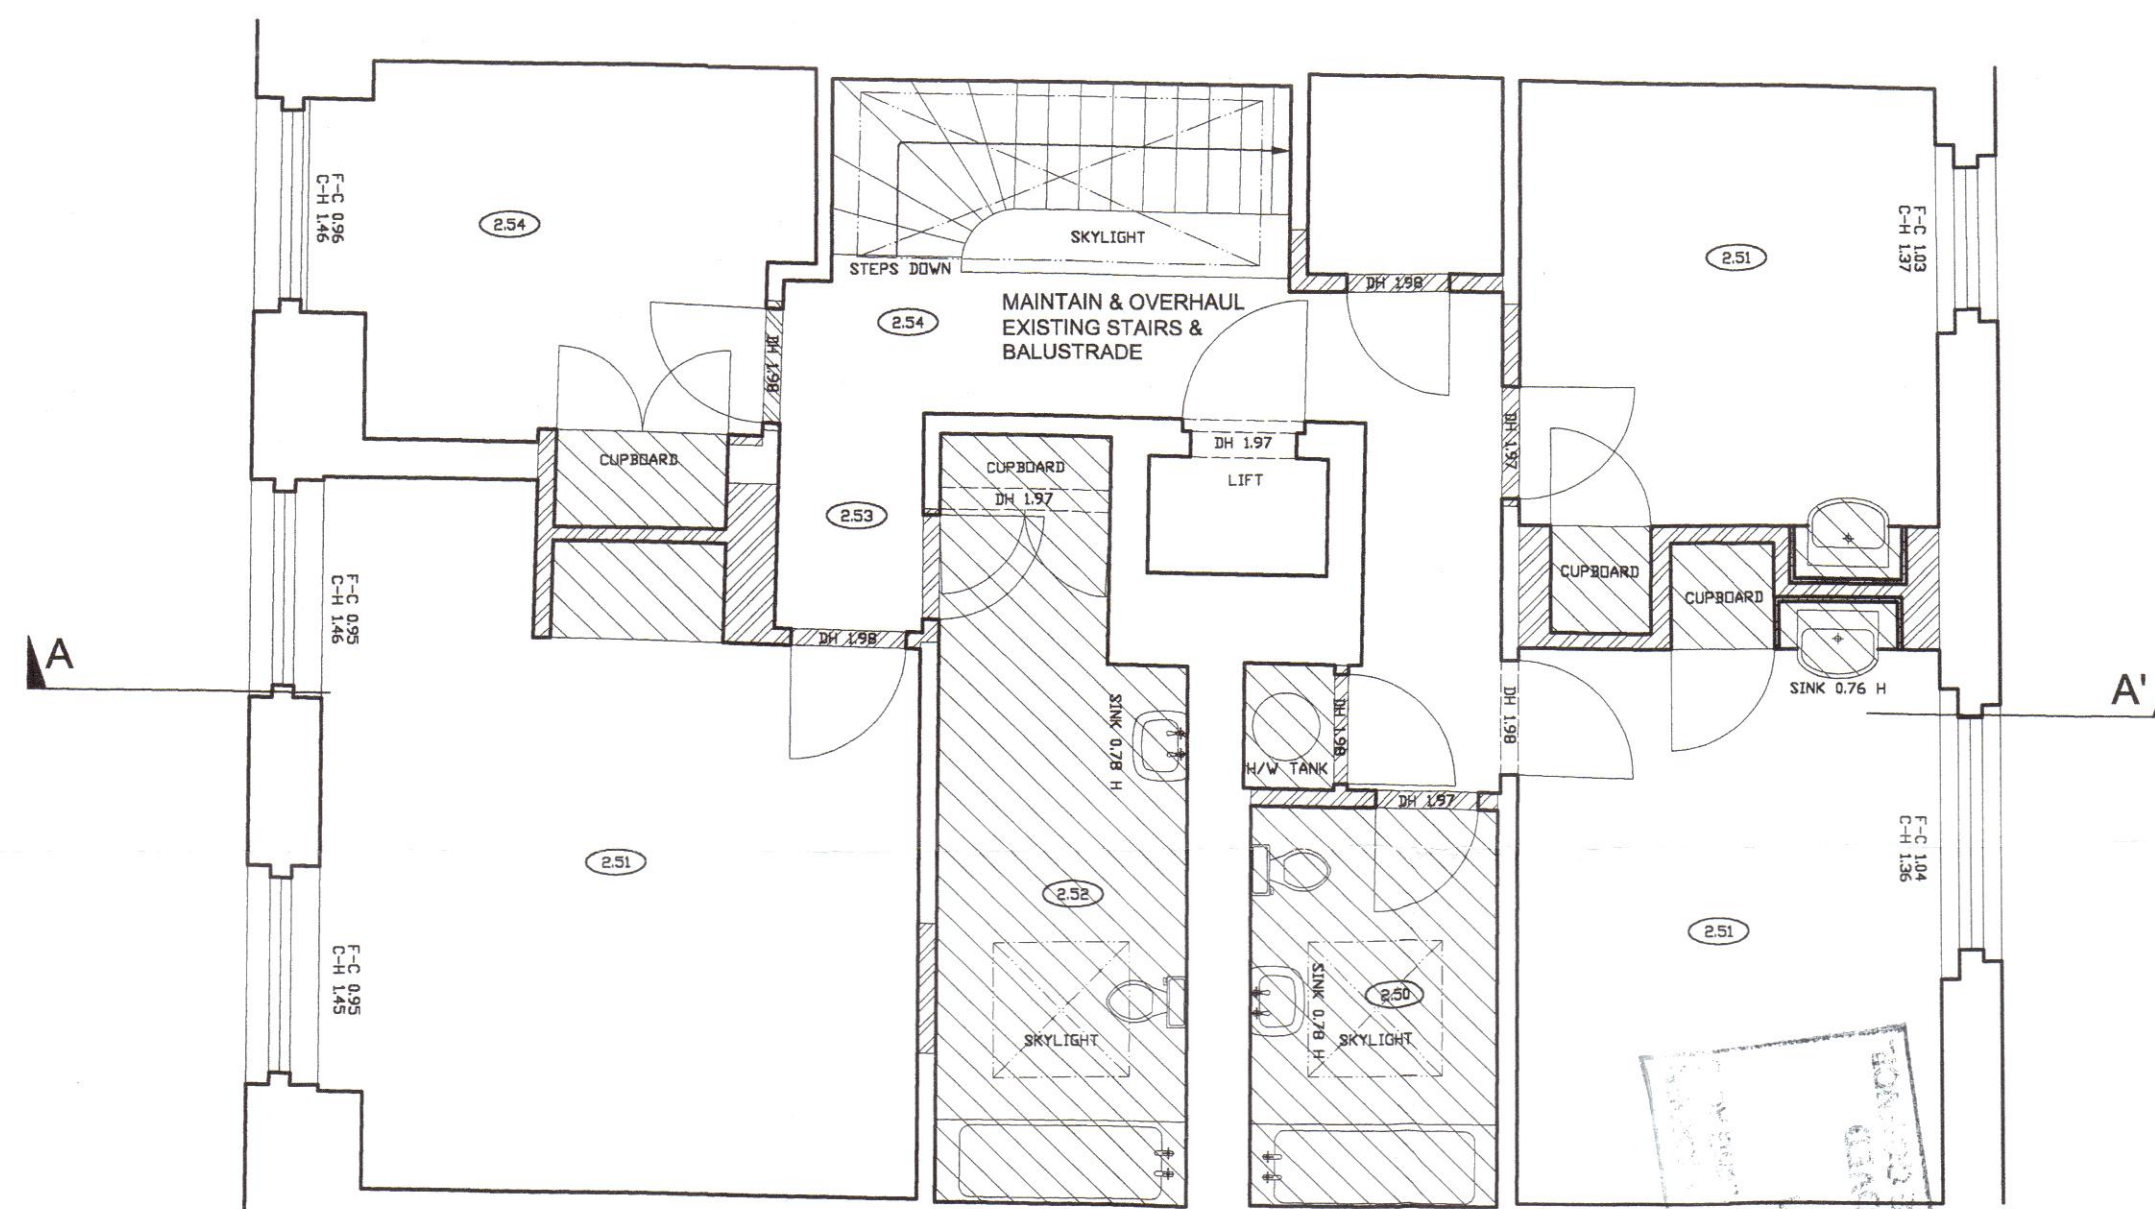 F-C 0.96
C-H 1.46
2.54
SKYLIGHT
STEPS DOWN
MAINTAIN & OVERHAUL
EXISTING STAIRS &
BALUSTRADE
2.54
DH 1.98
DH 1.98
2.51
F-C 1.03
C-H 1.37
CUPBOARD
2.53
CUPBOARD
DH 1.97
DH 1.97
LIFT
DH 1.97
CUPBOARD
CUPBOARD
F-C 0.95
C-H 1.46
A
DH 1.98
SINK 0.78 H
H/W TANK
DH 1.98
DH 1.98
DH 1.97
SINK 0.76 H
A'
2.51
2.52
F-C 1.04
C-H 1.36
2.51
F-C 0.95
C-H 1.45
SKYLIGHT
SINK 0.78 H
2.50
SKYLIGHT